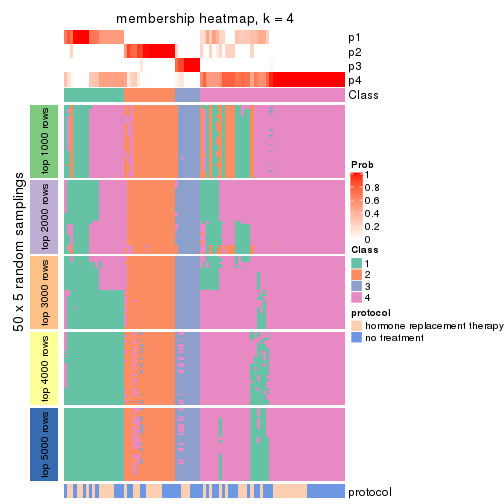 membership heatmap, k = 4
p1
p2
p3
p4
Class
50 x 5 random samplings
top 1000 rows
top 2000 rows
top 3000 rows
top 4000 rows
top 5000 rows
protocol
Prob
1
0.8
0.6
0.4
0.2
0
Class
1
2
3
4
protocol
hormone replacement therapy
no treatment